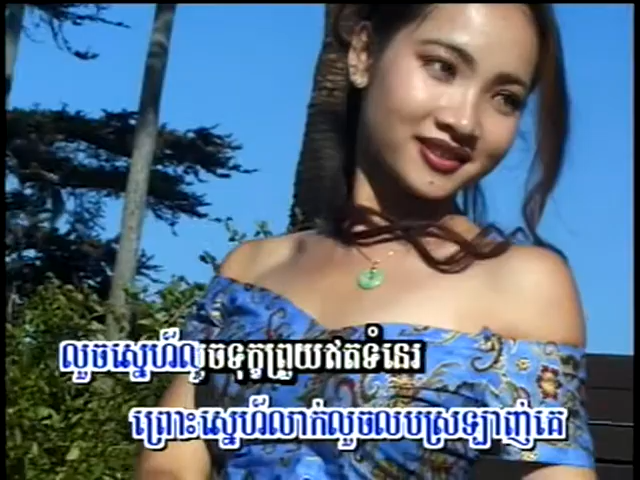 លួចស្នេហ៍លួចទុក្ខព្រួយឥតទំនេរ
ព្រោះស្នេហ៍លាក់លួចលបស្រឡាញ់គេ